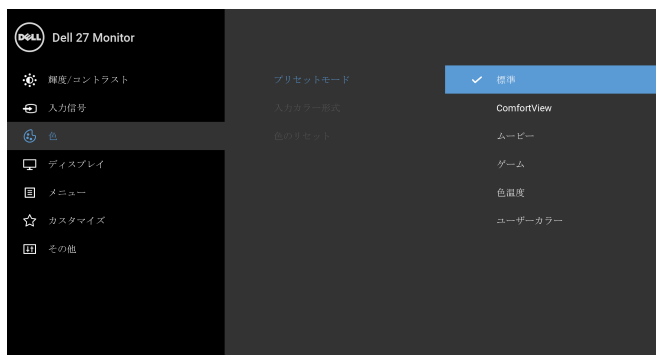 DELL Dell 27 Monitor
輝度/コントラスト
入力信号
色
ディスプレイ
メニュー
カスタマイズ
その他
プリセットモード
入力カラー形式
色のリセット
標準
ComfortView
ムービー
ゲーム
色温度
ユーザーカラー